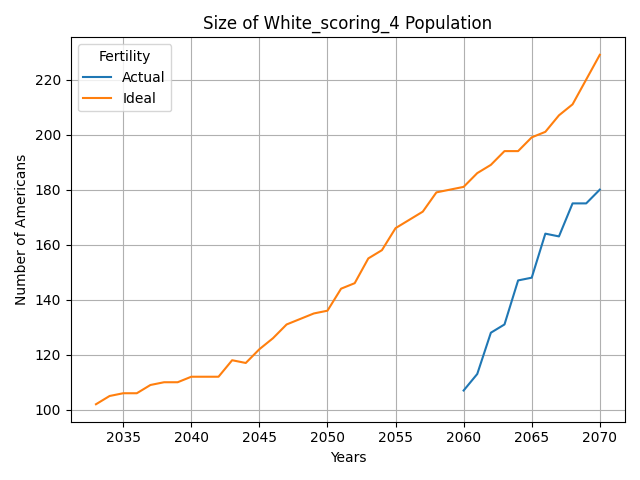 Size of White_scoring_4 Population
Fertility
Actual
Ideal
Number of Americans
220
200
180
160
140
120
100
2035 2040 2045 2050 2055 2060 2065 2070
Years